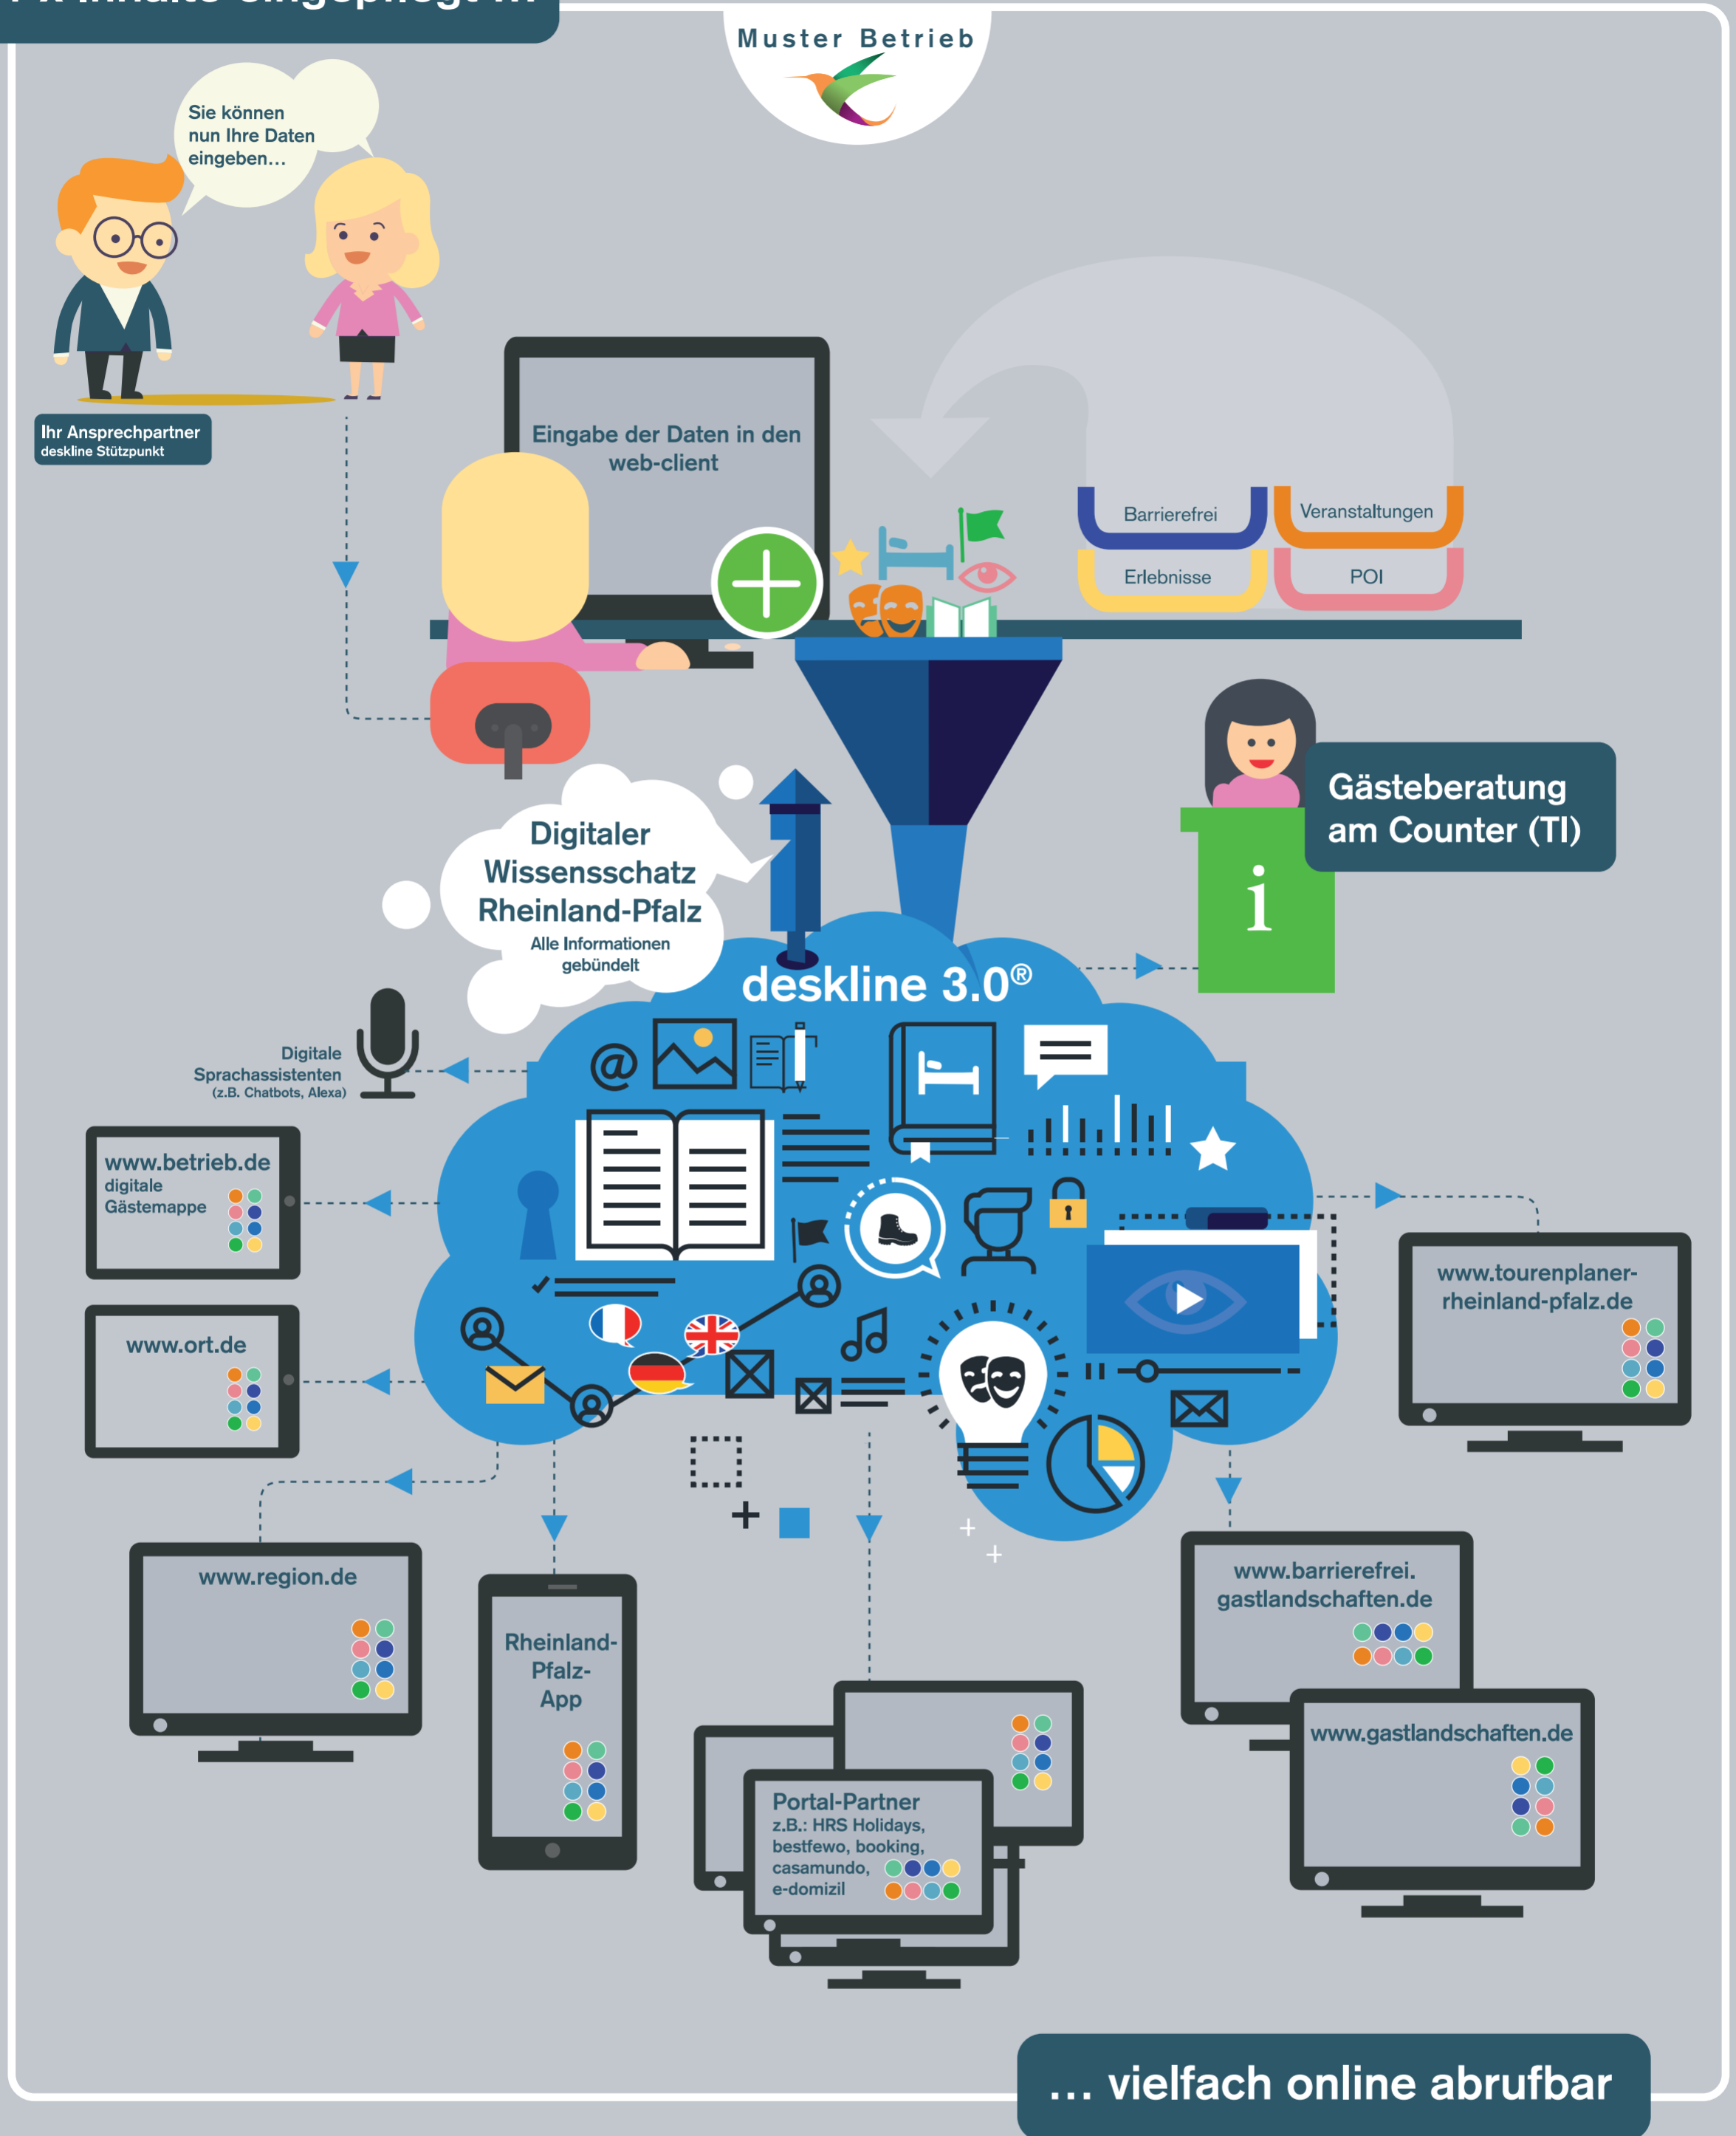 1 x Inhalte eingepflegt ...
Muster Betrieb
Sie können
nun Ihre Daten
eingeben...
Ihr Ansprechpartner
deskline Stützpunkt
Eingabe der Daten in den
web-client
Barrierefrei
Veranstaltungen
Erlebnisse
POI
Gästeberatung
am Counter (TI)
i
Digitaler
Wissensschatz
Rheinland-Pfalz
Alle Informationen
gebündelt
deskline 3.0®
@
Digitale
Sprachassistenten
(z.B. Chatbots, Alexa)
www.betrieb.de
digitale
Gästemappe
www.ort.de
www.tourenplaner-
rheinland-pfalz.de
www.region.de
Rheinland-
Pfalz-
App
Portal-Partner
z.B.: HRS Holidays,
bestfewo, booking,
casamundo,
e-domizil
www.barrierefrei.
gastlandschaften.de
www.gastlandschaften.de
... vielfach online abrufbar